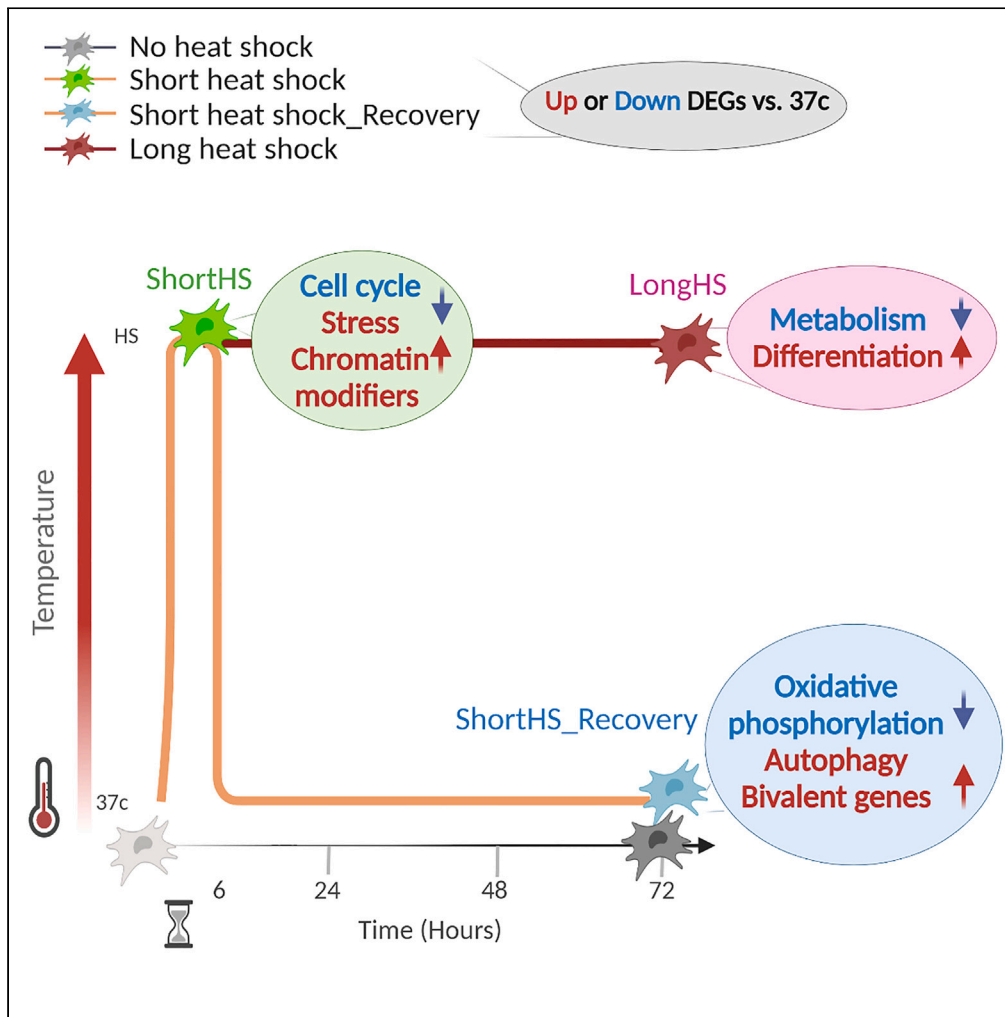 No heat shock
Short heat shock
Short heat shock_Recovery
Long heat shock
Up or Down DEGs vs. 37c
ShortHS
Cell cycle
Stress
Chromatin
modifiers
LongHS
Metabolism
Differentiation
HS
Temperature
ShortHS_Recovery
Oxidative
phosphorylation
Autophagy
Bivalent genes
37c
6
24
48
72
Time (Hours)